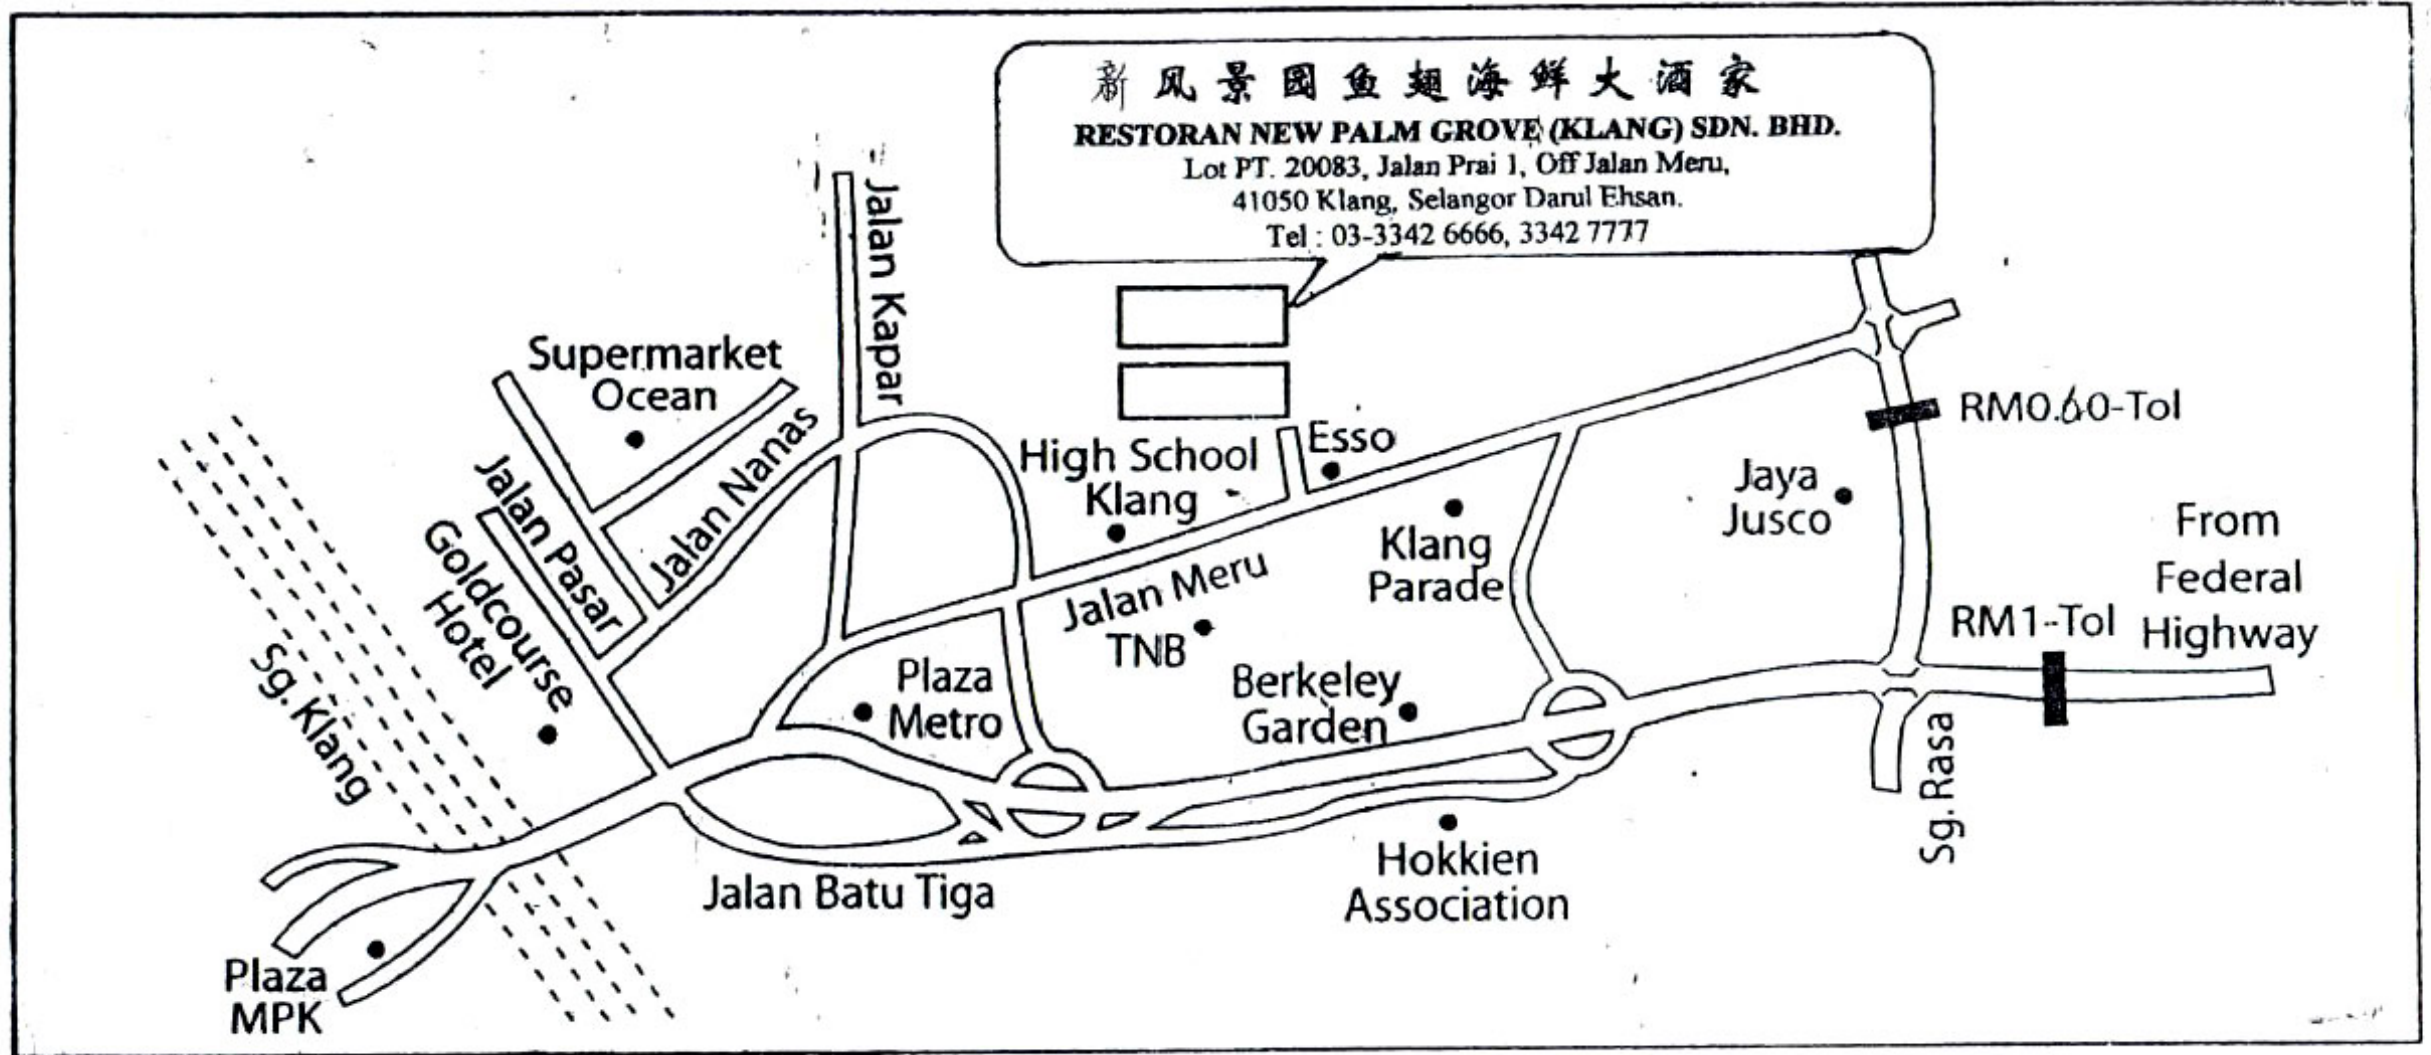 新风景园鱼翅海鲜大酒家
RESTORAN NEW PALM GROVE (KLANG) SDN. BHD.
Lot PT. 20083, Jalan Prai 1, Off Jalan Meru,
41050 Klang, Selangor Darul Ehsan.
Tel : 03-3342 6666, 3342 7777
Jalan Kapar
Supermarket
Ocean
Jalan Nanas
Jalan Pasar
Goldcourse
Hotel
Sg. Klang
High School
Klang
Esso
RM0.60-Tol
Jaya
Jusco
Klang
Parade
From
Federal
Highway
RM1-Tol
Jalan Meru
TNB
Plaza
Metro
Berkeley
Garden
Sg. Rasa
Jalan Batu Tiga
Hokkien
Association
Plaza
MPK